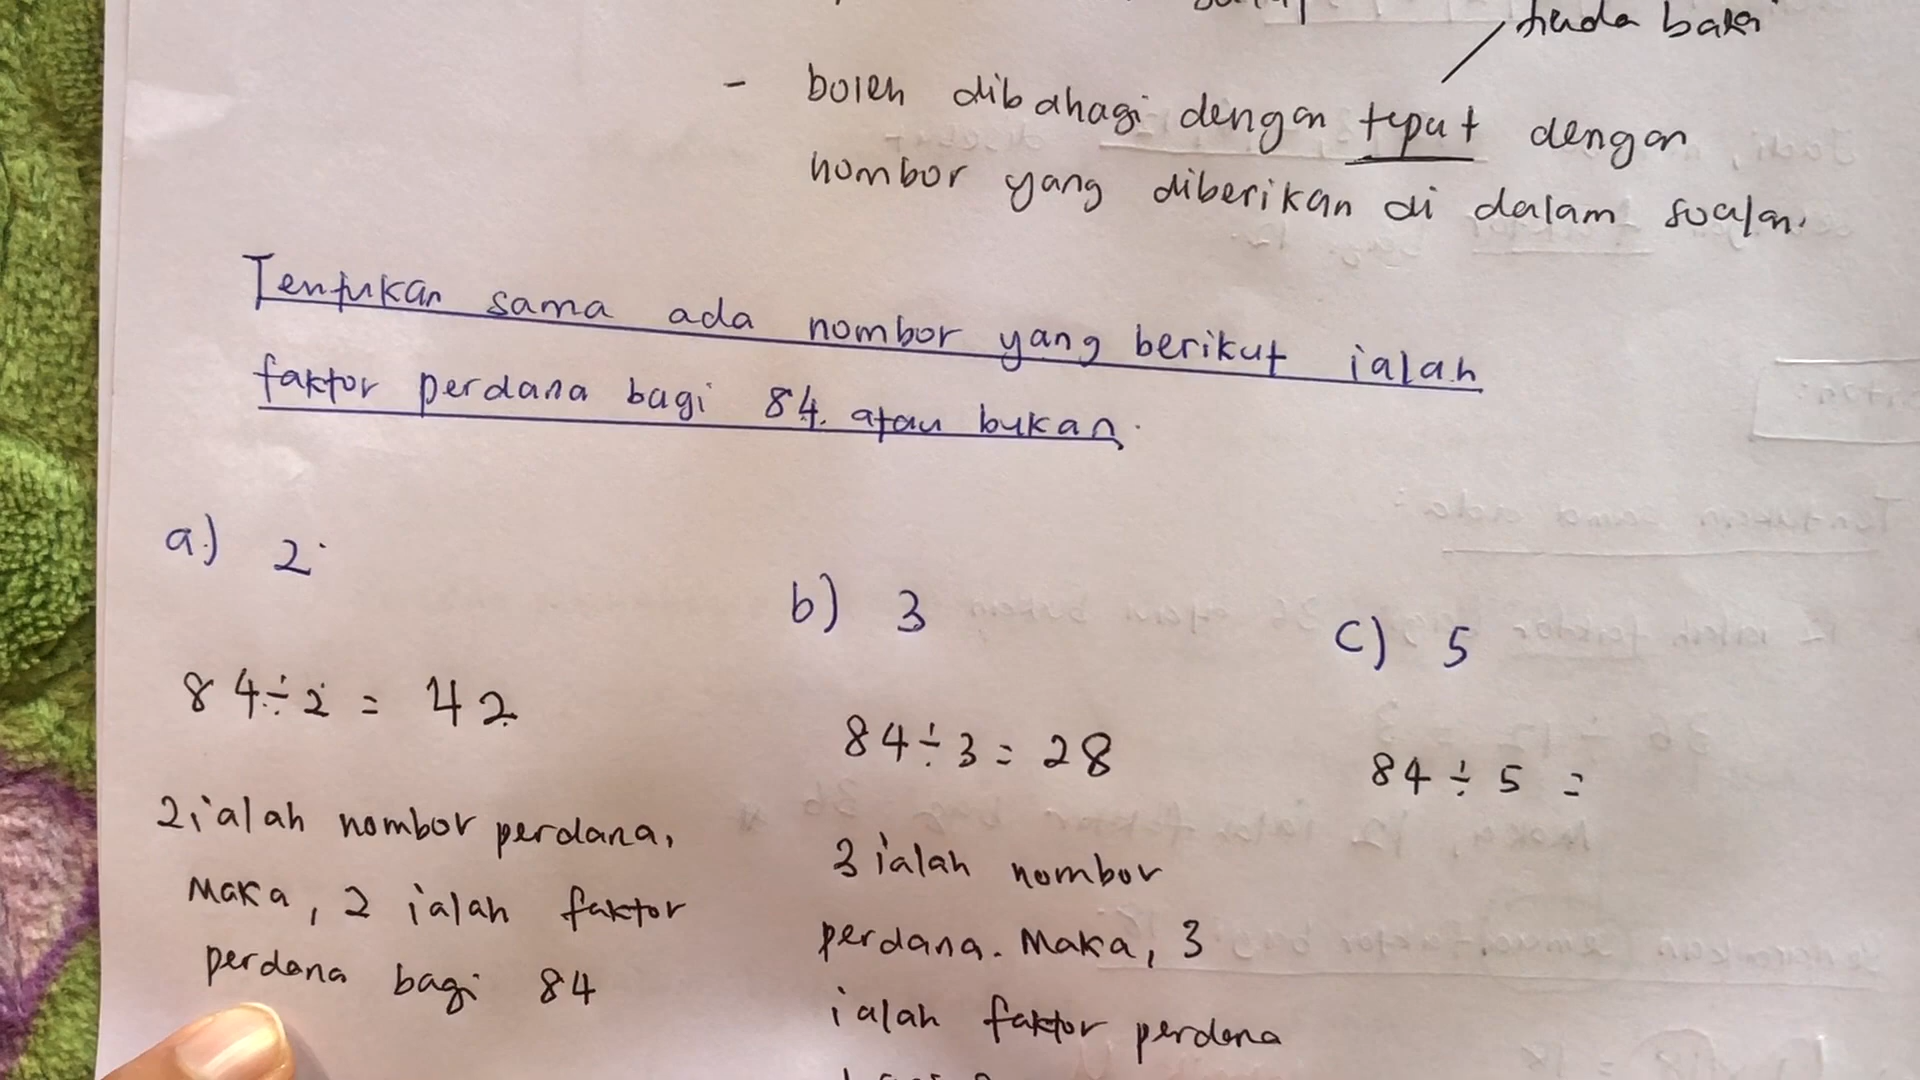 tiada baki
- boleh dibahagi dengan tepat dengan
nombor yang diberikan di dalam soalan.
Tentukan sama ada nombor yang berikut ialah
faktor perdana bagi 84. atau bukan.
a) 2
b) 3
c) 5
84 ÷ 2 = 42
84 ÷ 3 = 28
84 ÷ 5 =
2 ialah nombor perdana,
Maka, 2 ialah faktor
perdana bagi 84
3 ialah nombor
perdana. Maka, 3
ialah faktor perdana